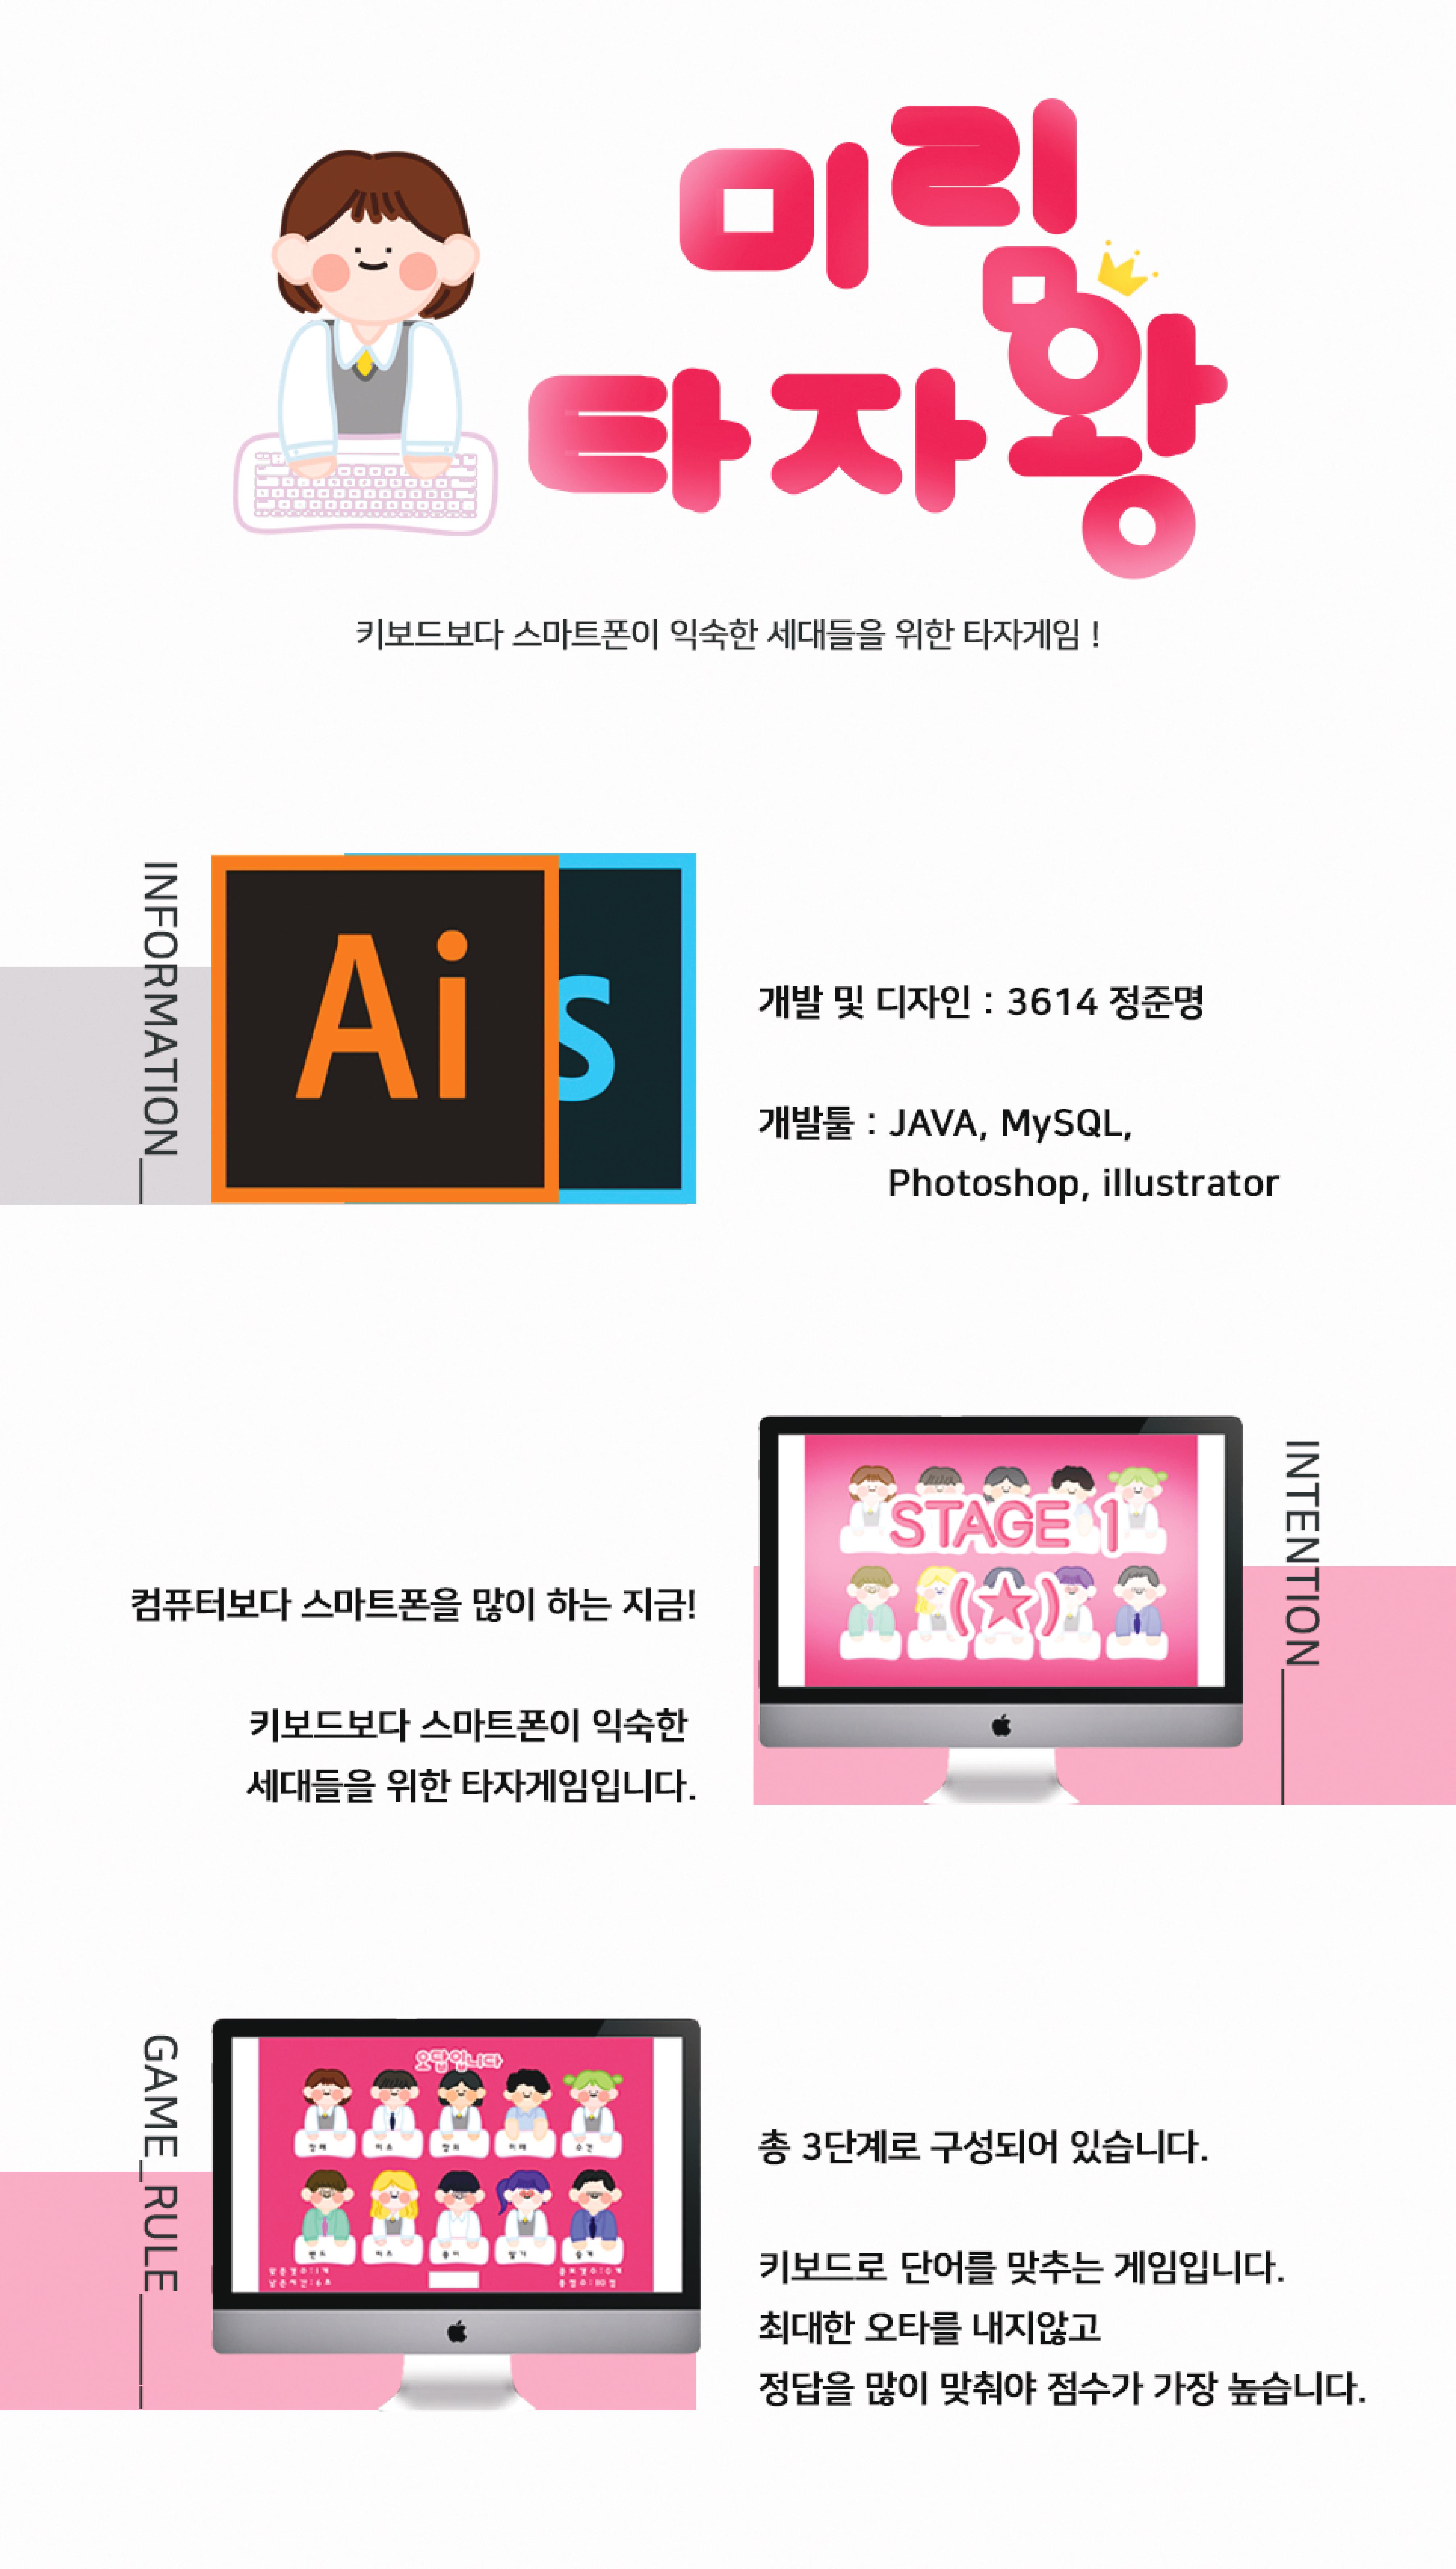 미림
타자왕
키보드보다 스마트폰이 익숙한 세대들을 위한 타자게임 !
INFORMATION__
Ai
s
개발 및 디자인 : 3614 정준명
개발툴 : JAVA, MySQL,
Photoshop, illustrator
STAGE 1
(★)
INTENTION______
컴퓨터보다 스마트폰을 많이 하는 지금!
키보드보다 스마트폰이 익숙한
세대들을 위한 타자게임입니다.
GAME_RULE_____
오답입니다
총 3단계로 구성되어 있습니다.
키보드로 단어를 맞추는 게임입니다.
최대한 오타를 내지않고
정답을 많이 맞춰야 점수가 가장 높습니다.